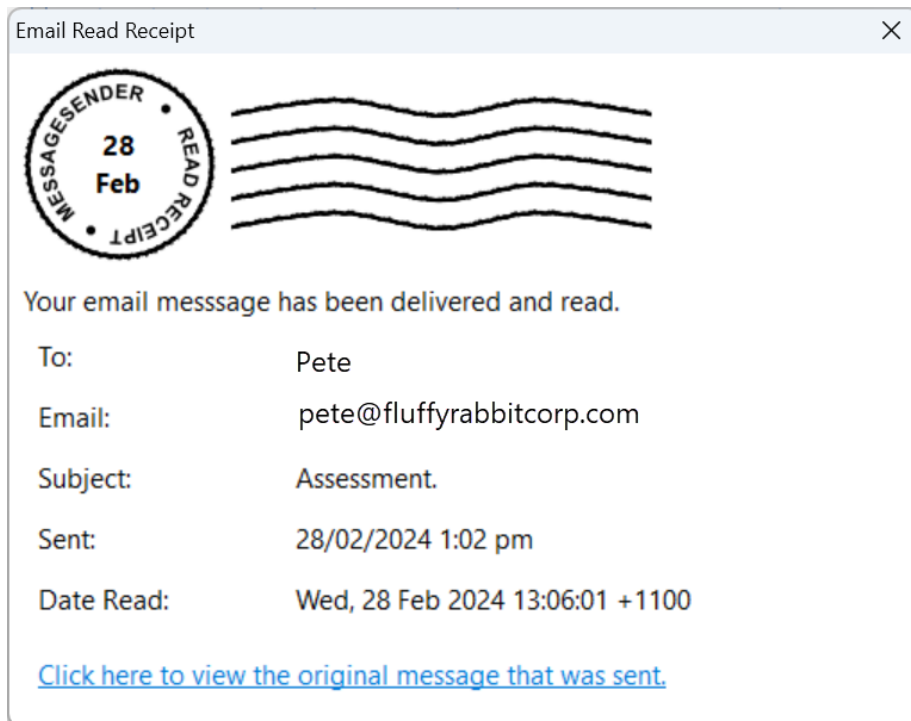 Email Read Receipt
MESSAGESENDER • READ RECEIPT •
28
Feb
Your email messsage has been delivered and read.
To: Pete
Email: pete@fluffyrabbitcorp.com
Subject: Assessment.
Sent: 28/02/2024 1:02 pm
Date Read: Wed, 28 Feb 2024 13:06:01 +1100
Click here to view the original message that was sent.